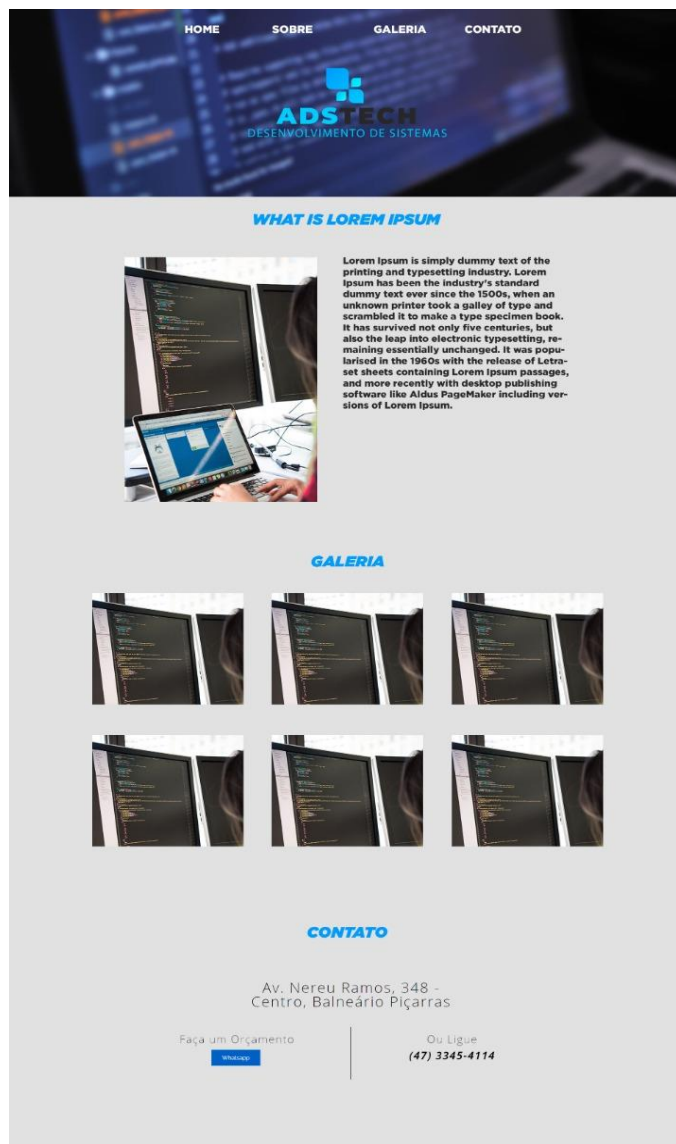 HOME SOBRE GALERIA CONTATO
ADSTECH
DESENVOLVIMENTO DE SISTEMAS
WHAT IS LOREM IPSUM
Lorem Ipsum is simply dummy text of the
printing and typesetting industry. Lorem
Ipsum has been the industry's standard
dummy text ever since the 1500s, when an
unknown printer took a galley of type and
scrambled it to make a type specimen book.
It has survived not only five centuries, but
also the leap into electronic typesetting, re-
maining essentially unchanged. It was popu-
larised in the 1960s with the release of Letra-
set sheets containing Lorem Ipsum passages,
and more recently with desktop publishing
software like Aldus PageMaker including ver-
sions of Lorem Ipsum.
GALERIA
CONTATO
Av. Nereu Ramos, 348 -
Centro, Balneário Piçarras
Faça um Orçamento
Whatsapp
Ou Ligue
(47) 3345-4114